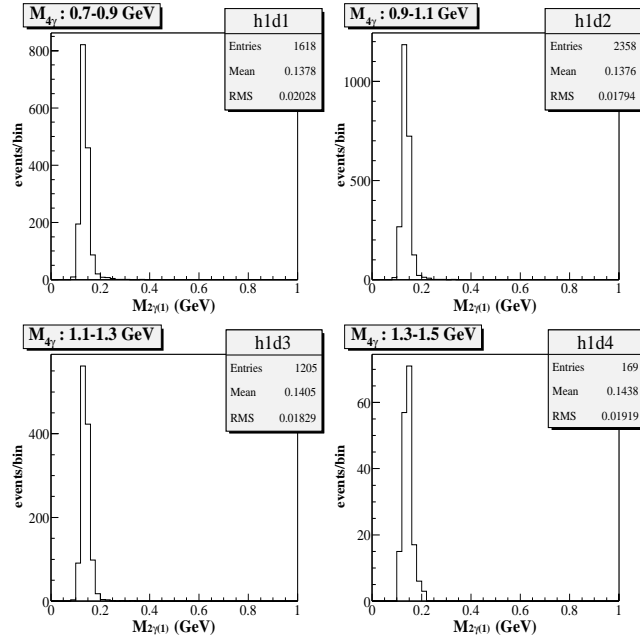 M4γ : 0.7-0.9 GeV
h1d1
Entries 1618
Mean 0.1378
RMS 0.02028
events/bin
800
600
400
200
0
0 0.2 0.4 0.6 0.8 1
M2γ(1) (GeV)
M4γ : 0.9-1.1 GeV
h1d2
Entries 2358
Mean 0.1376
RMS 0.01794
events/bin
1000
500
0
0 0.2 0.4 0.6 0.8 1
M2γ(1) (GeV)
M4γ : 1.1-1.3 GeV
h1d3
Entries 1205
Mean 0.1405
RMS 0.01829
events/bin
400
200
0
0 0.2 0.4 0.6 0.8 1
M2γ(1) (GeV)
M4γ : 1.3-1.5 GeV
h1d4
Entries 169
Mean 0.1438
RMS 0.01919
events/bin
60
40
20
0
0 0.2 0.4 0.6 0.8 1
M2γ(1) (GeV)